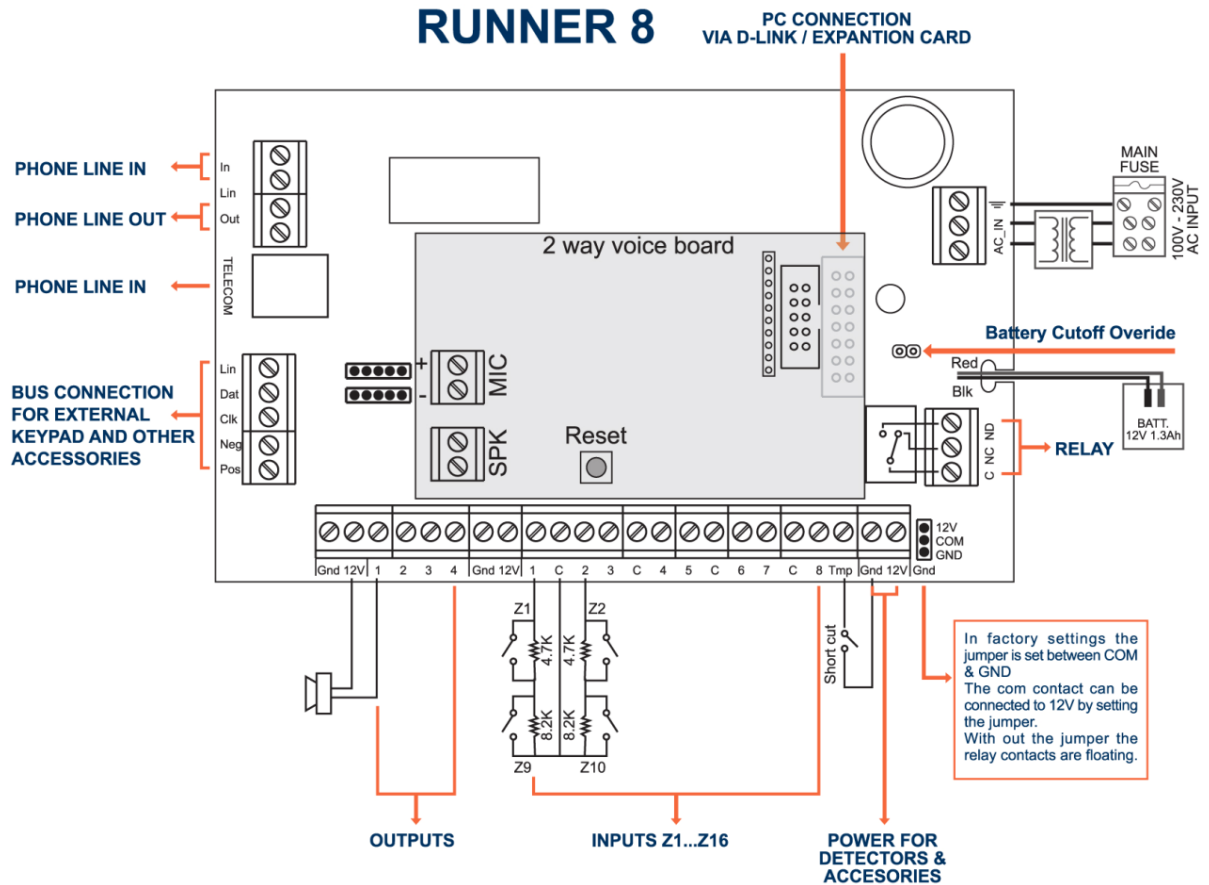 RUNNER 8
PC CONNECTION
VIA D-LINK / EXPANTION CARD
PHONE LINE IN
In
Lin
PHONE LINE OUT
Out
PHONE LINE IN
TELECOM
2 way voice board
MAIN
FUSE
AC_IN
100V - 230V
AC INPUT
Battery Cutoff Overide
Red
Blk
BATT.
12V 1.3Ah
BUS CONNECTION
FOR EXTERNAL
KEYPAD AND OTHER
ACCESSORIES
Lin
Dat
Clk
Neg
Pos
+
-
MIC
SPK
Reset
C NC ND
RELAY
12V
COM
GND
Gnd 12V 1 2 3 4 Gnd 12V 1 C 2 3 C 4 5 C 6 7 C 8 Tmp Gnd 12V Gnd
Z1 Z2
4.7K 4.7K
8.2K 8.2K
Z9 Z10
Short cut
In factory settings the
jumper is set between COM
& GND
The com contact can be
connected to 12V by setting
the jumper.
With out the jumper the
relay contacts are floating.
OUTPUTS
INPUTS Z1...Z16
POWER FOR
DETECTORS &
ACCESORIES